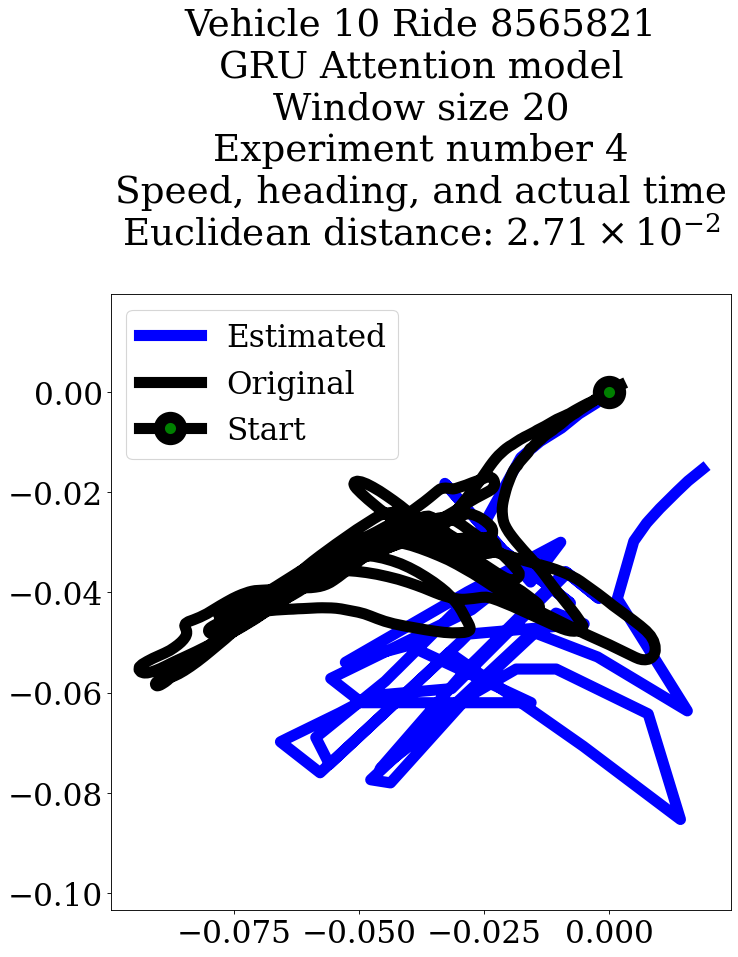 Vehicle 10 Ride 8565821
GRU Attention model
Window size 20
Experiment number 4
Speed, heading, and actual time
Euclidean distance: 2.71 × 10⁻²
Estimated
Original
Start
0.00
−0.02
−0.04
−0.06
−0.08
−0.10
−0.075 −0.050 −0.025 0.000